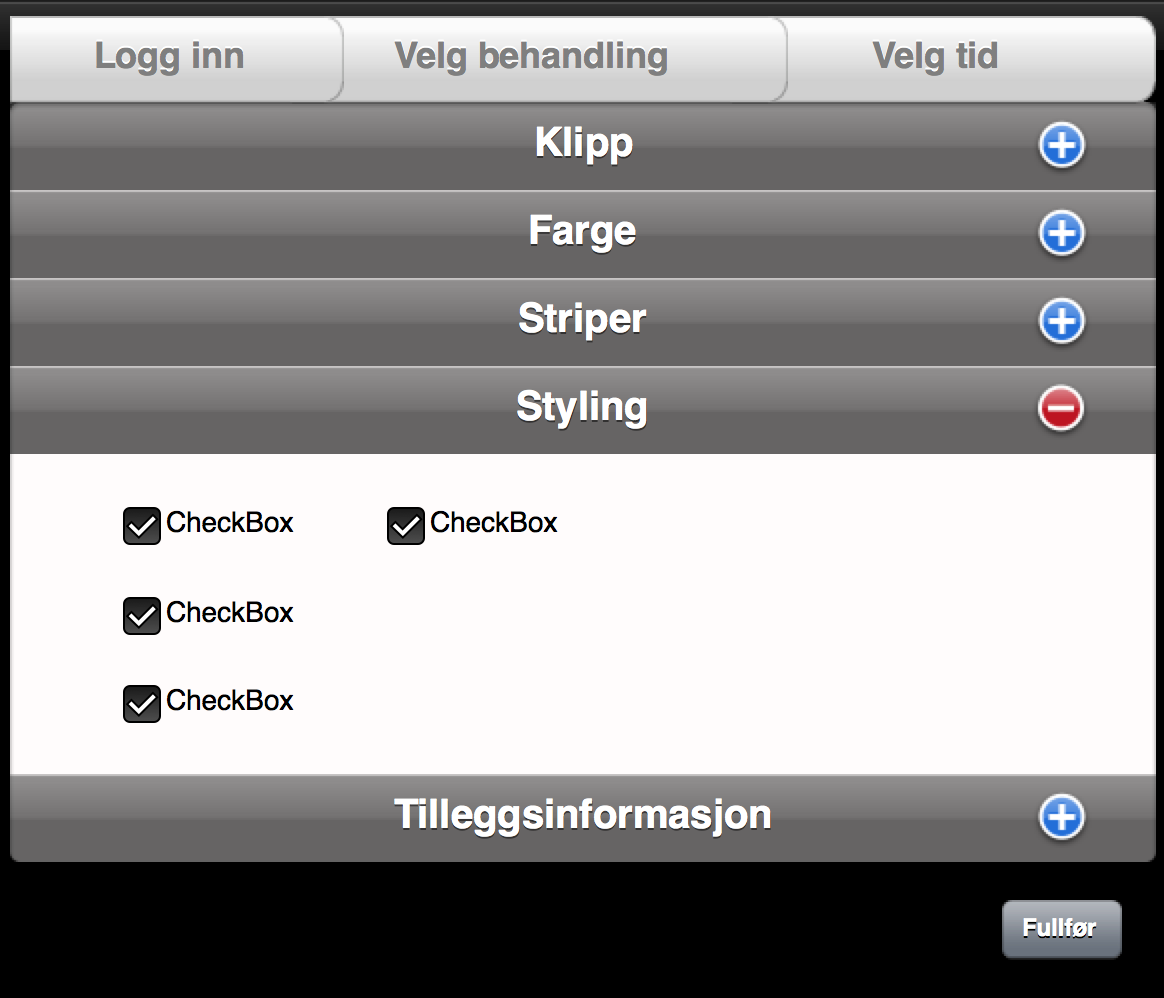 Logg inn Velg behandling Velg tid
Klipp
Farge
Striper
Styling
CheckBox CheckBox
CheckBox
CheckBox
Tilleggsinformasjon
Fullfør